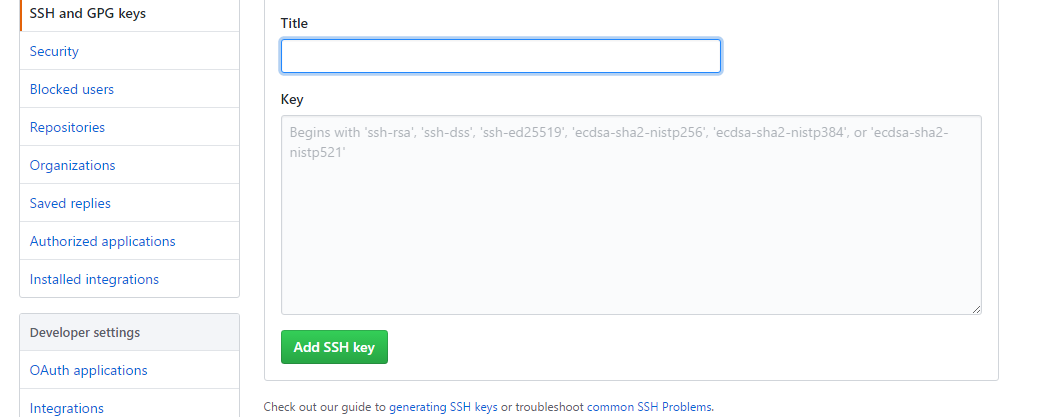 SSH and GPG keys
Security
Blocked users
Repositories
Organizations
Saved replies
Authorized applications
Installed integrations
Developer settings
OAuth applications
Integrations
Title
Key
Begins with 'ssh-rsa', 'ssh-dss', 'ssh-ed25519', 'ecdsa-sha2-nistp256', 'ecdsa-sha2-nistp384', or 'ecdsa-sha2-
nistp521'
Add SSH key
Check out our guide to generating SSH keys or troubleshoot common SSH Problems.